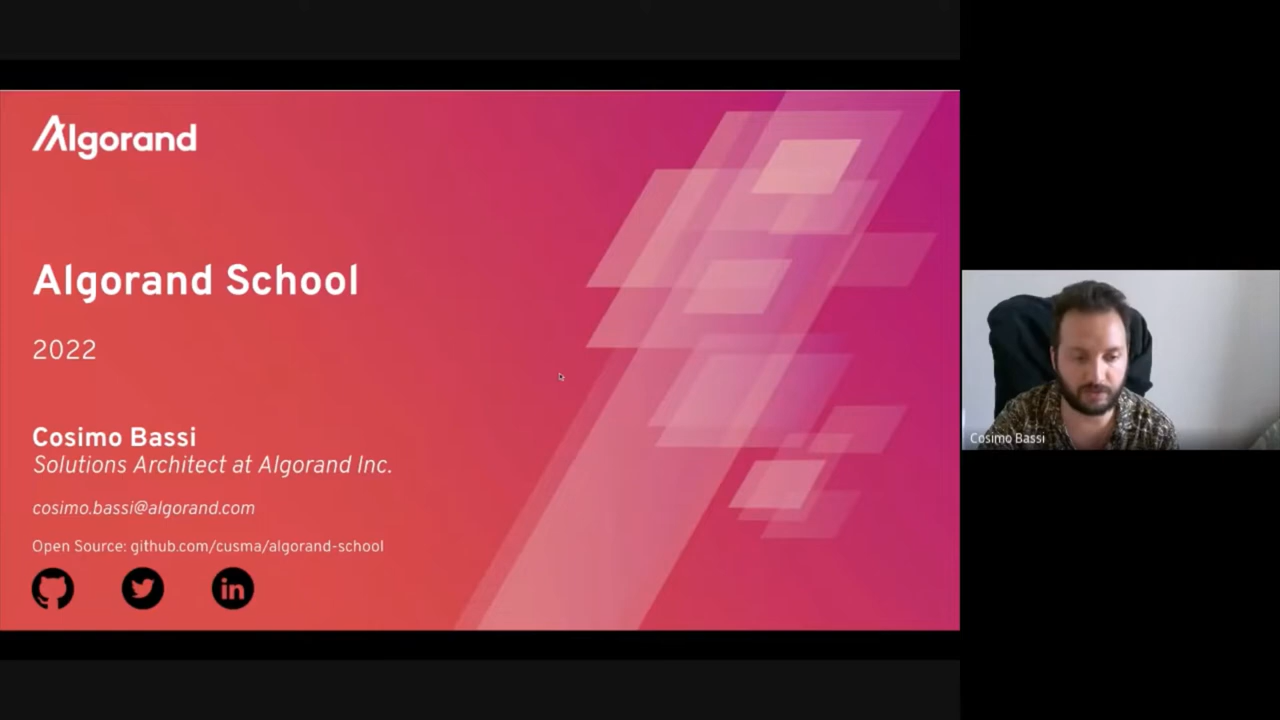 Algorand
Algorand School
2022
Cosimo Bassi
Solutions Architect at Algorand Inc.
cosimo.bassi@algorand.com
Open Source: github.com/cusma/algorand-school
in
Cosimo Bassi